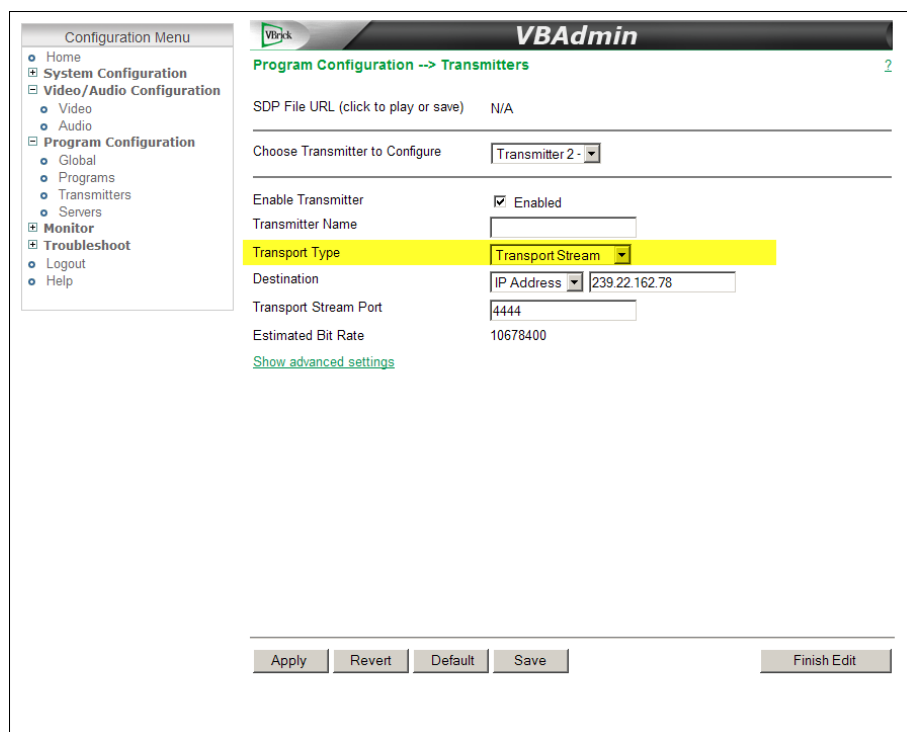 Configuration Menu
Home
System Configuration
Video/Audio Configuration
Video
Audio
Program Configuration
Global
Programs
Transmitters
Servers
Monitor
Troubleshoot
Logout
Help
VBrick
VBAdmin
Program Configuration --> Transmitters ?
SDP File URL (click to play or save) N/A
Choose Transmitter to Configure Transmitter 2 -
Enable Transmitter Enabled
Transmitter Name
Transport Type Transport Stream
Destination IP Address 239.22.162.78
Transport Stream Port 4444
Estimated Bit Rate 10678400
Show advanced settings
Apply Revert Default Save Finish Edit